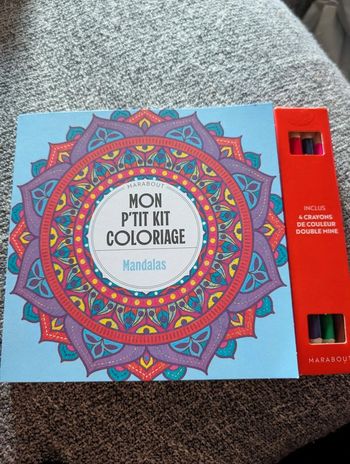 MARABOUT
MON
P'TIT KIT
COLORIAGE
Mandalas
INCLUS
4 CRAYONS
DE COULEUR
DOUBLE MINE
MARABOUT